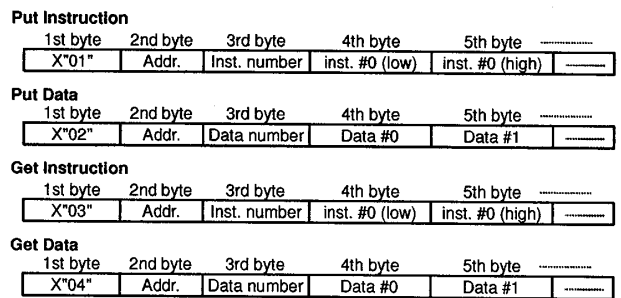 Put Instruction
1st byte 2nd byte 3rd byte 4th byte 5th byte
X"01" Addr. Inst. number inst. #0 (low) inst. #0 (high)
Put Data
1st byte 2nd byte 3rd byte 4th byte 5th byte
X"02" Addr. Data number Data #0 Data #1
Get Instruction
1st byte 2nd byte 3rd byte 4th byte 5th byte
X"03" Addr. Inst. number inst. #0 (low) inst. #0 (high)
Get Data
1st byte 2nd byte 3rd byte 4th byte 5th byte
X"04" Addr. Data number Data #0 Data #1